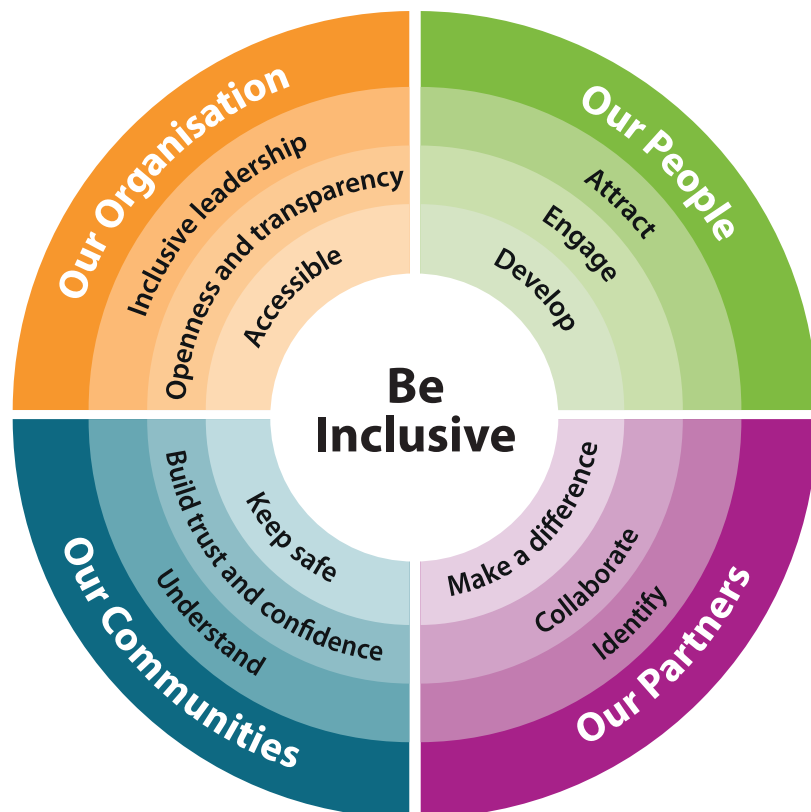 Our Organisation
Inclusive leadership
Openness and transparency
Accessible
Our People
Attract
Engage
Develop
Be
Inclusive
Our Communities
Understand
Build trust and confidence
Keep safe
Our Partners
Identify
Collaborate
Make a difference